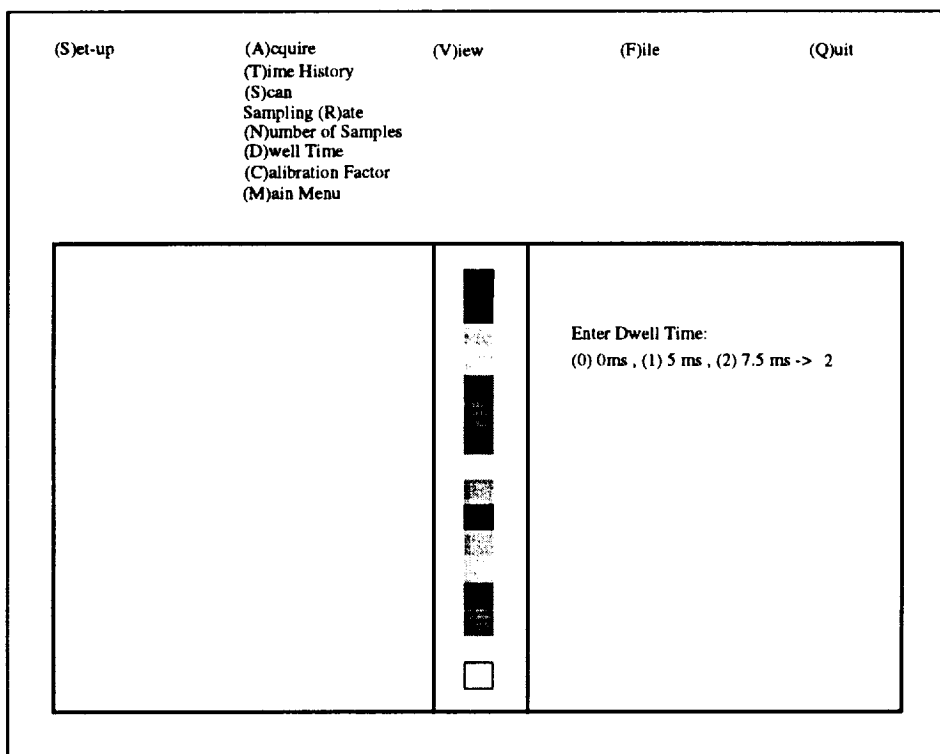 (S)et-up (A)cquire (V)iew (F)ile (Q)uit
(T)ime History
(S)can
Sampling (R)ate
(N)umber of Samples
(D)well Time
(C)alibration Factor
(M)ain Menu
Enter Dwell Time:
(0) 0ms , (1) 5 ms , (2) 7.5 ms -> 2